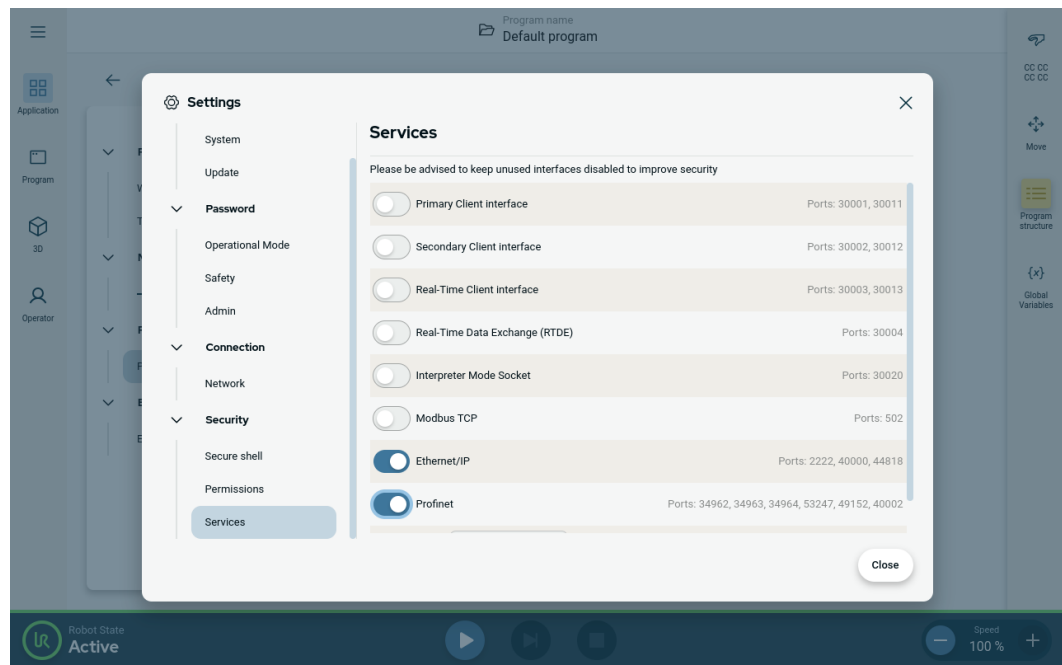 Program name
Default program
Application
Program
3D
Operator
Settings
System
Update
Password
Operational Mode
Safety
Admin
Connection
Network
Security
Secure shell
Permissions
Services
Services
Please be advised to keep unused interfaces disabled to improve security
Primary Client interface Ports: 30001, 30011
Secondary Client interface Ports: 30002, 30012
Real-Time Client interface Ports: 30003, 30013
Real-Time Data Exchange (RTDE) Ports: 30004
Interpreter Mode Socket Ports: 30020
Modbus TCP Ports: 502
Ethernet/IP Ports: 2222, 40000, 44818
Profinet Ports: 34962, 34963, 34964, 53247, 49152, 40002
Close
CC CC
CC CC
Move
Program
structure
{x}
Global
Variables
UR
Robot State
Active
Speed
100 %